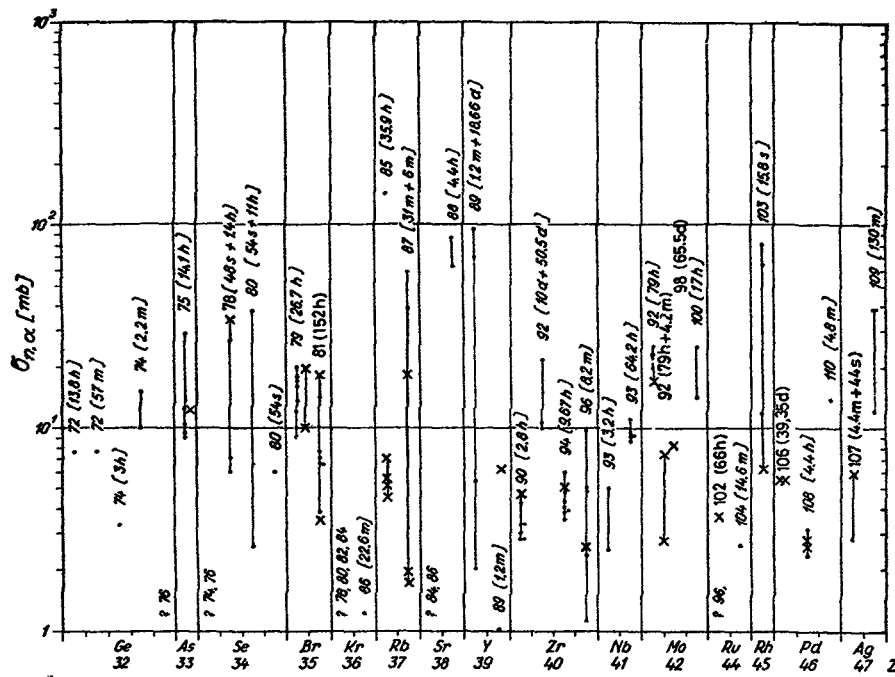 10³
10²
10¹
1
σn,α [mb]
72 (13,8h)
72 (57m)
74 (3h)
74 (2,2m)
? 76
75 (14,1h)
? 74, 76
78 (48s + 1,4h)
80 (54s + 11h)
80 (54s)
79 (26,7h)
81 (152h)
? 78, 80, 82, 84
86 (22,6m)
85 (35,9h)
87 (31m + 6m)
? 84, 86
88 (4,4h)
89 (1,2m + 18,66d)
89 (1,2m)
90 (2,8h)
92 (10d + 50,5d)
94 (9,67h)
96 (8,2m)
93 (3,2h)
93 (64,2h)
92 (79h)
92 (79h+4.2m)
98 (65.5d)
100 (17h)
? 96,
102 (66h)
104 (14,6m)
103 (15,8s)
106 (39,35d)
108 (4,4h)
110 (4,8m)
107 (4,4m + 44s)
109 (130m)
Ge As Se Br Kr Rb Sr Y Zr Nb Mo Ru Rh Pd Ag
32 33 34 35 36 37 38 39 40 41 42 44 45 46 47 Z